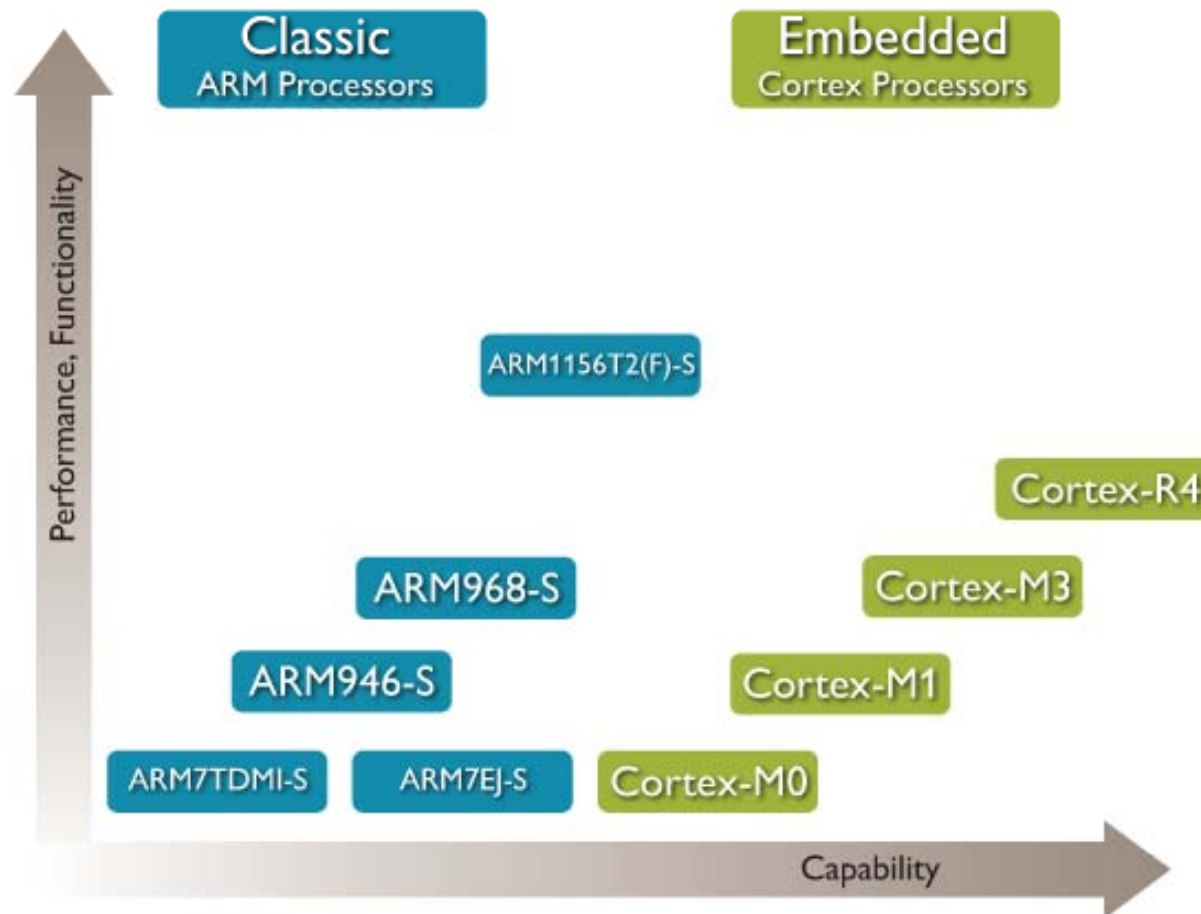 Classic
ARM Processors
Embedded
Cortex Processors
Performance, Functionality
ARM1156T2(F)-S
Cortex-R4
ARM968-S
Cortex-M3
ARM946-S
Cortex-M1
ARM7TDMI-S
ARM7EJ-S
Cortex-M0
Capability